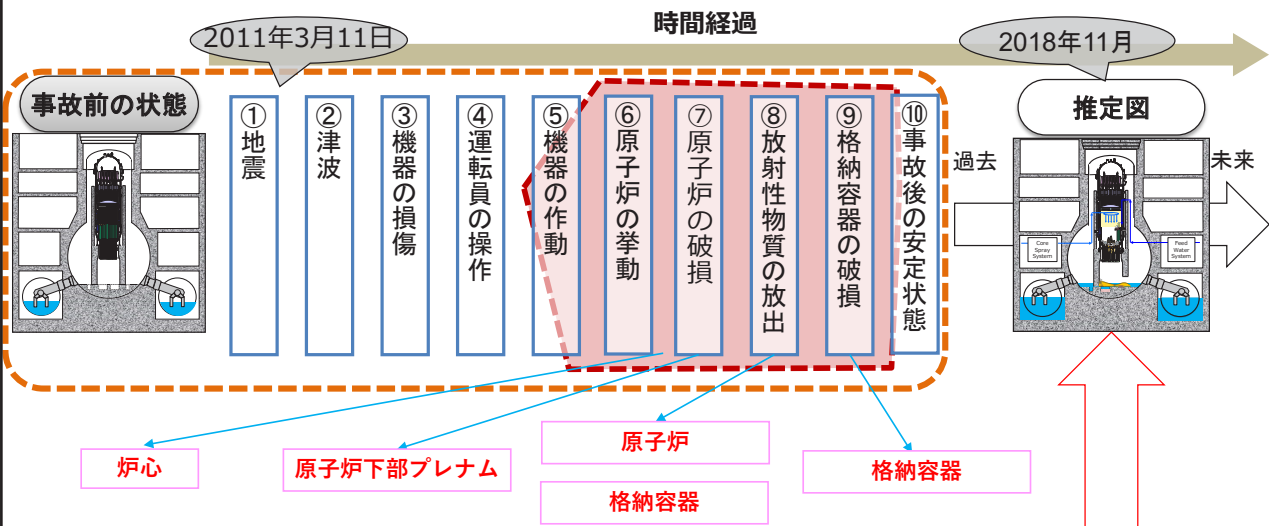 時間経過
2011年3月11日
2018年11月
事故前の状態
①地震
②津波
③機器の損傷
④運転員の操作
⑤機器の作動
⑥原子炉の挙動
⑦原子炉の破損
⑧放射性物質の放出
⑨格納容器の破損
⑩事故後の安定状態
過去
推定図
未来
Core
Spray
System
Feed
Water
System
炉心
原子炉下部プレナム
原子炉
格納容器
格納容器